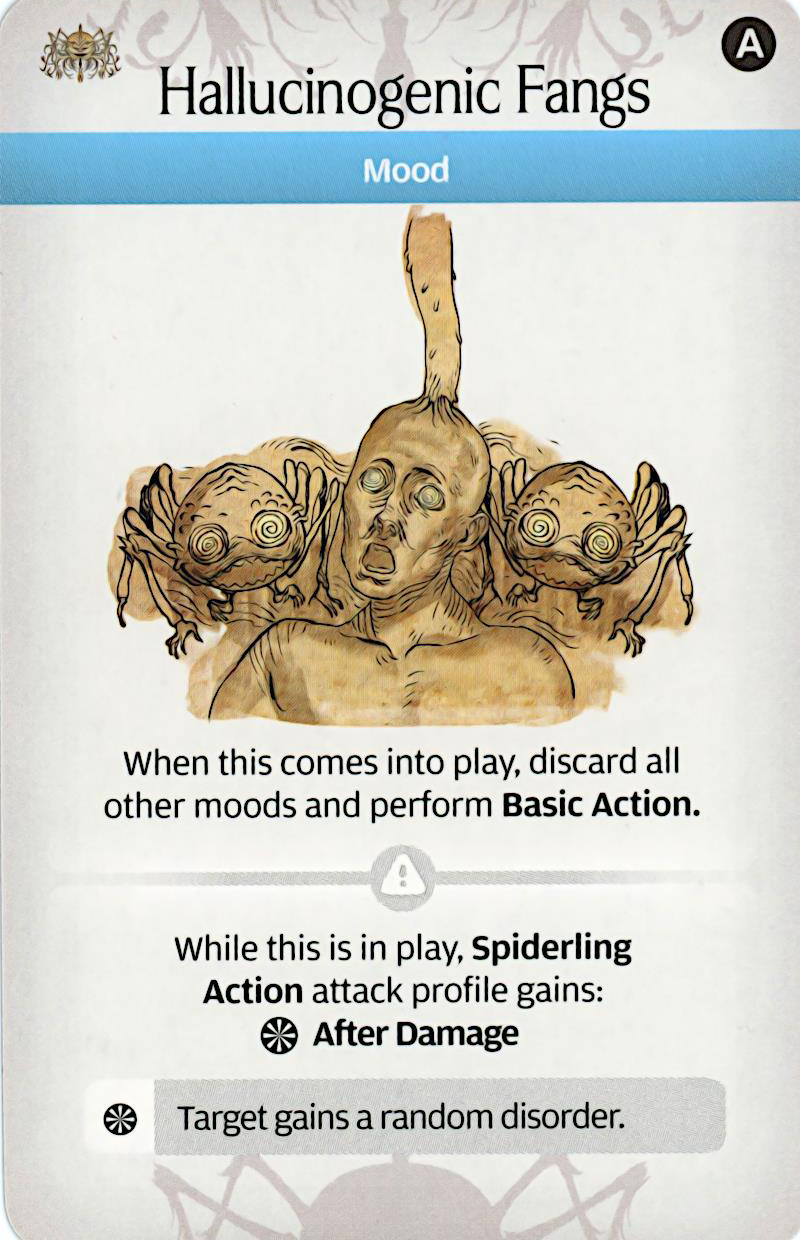 A
Hallucinogenic Fangs
Mood
When this comes into play, discard all
other moods and perform Basic Action.
While this is in play, Spiderling
Action attack profile gains:
After Damage
Target gains a random disorder.